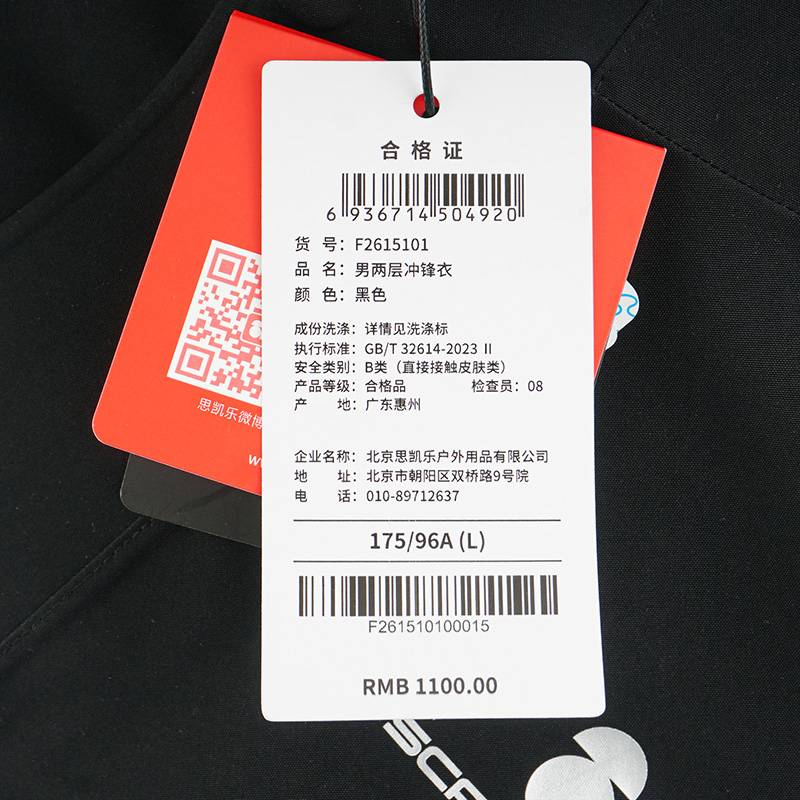 合格证
6 936714 504920
货 号：F2615101
品 名：男两层冲锋衣
颜 色：黑色
成份洗涤：详情见洗涤标
执行标准：GB/T 32614-2023 Ⅱ
安全类别：B类（直接接触皮肤类）
产品等级：合格品 检查员：08
产 地：广东惠州
企业名称：北京思凯乐户外用品有限公司
地 址：北京市朝阳区双桥路9号院
电 话：010-89712637
175/96A (L)
F261510100015
RMB 1100.00
思凯乐微博